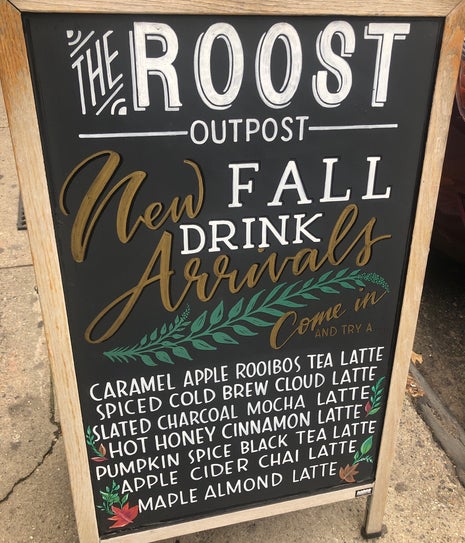 THE ROOST
OUTPOST
New FALL
DRINK
Arrivals
Come in
AND TRY A
CARAMEL APPLE ROOIBOS TEA LATTE
SPICED COLD BREW CLOUD LATTE
SLATED CHARCOAL MOCHA LATTE
HOT HONEY CINNAMON LATTE
PUMPKIN SPICE BLACK TEA LATTE
APPLE CIDER CHAI LATTE
MAPLE ALMOND LATTE